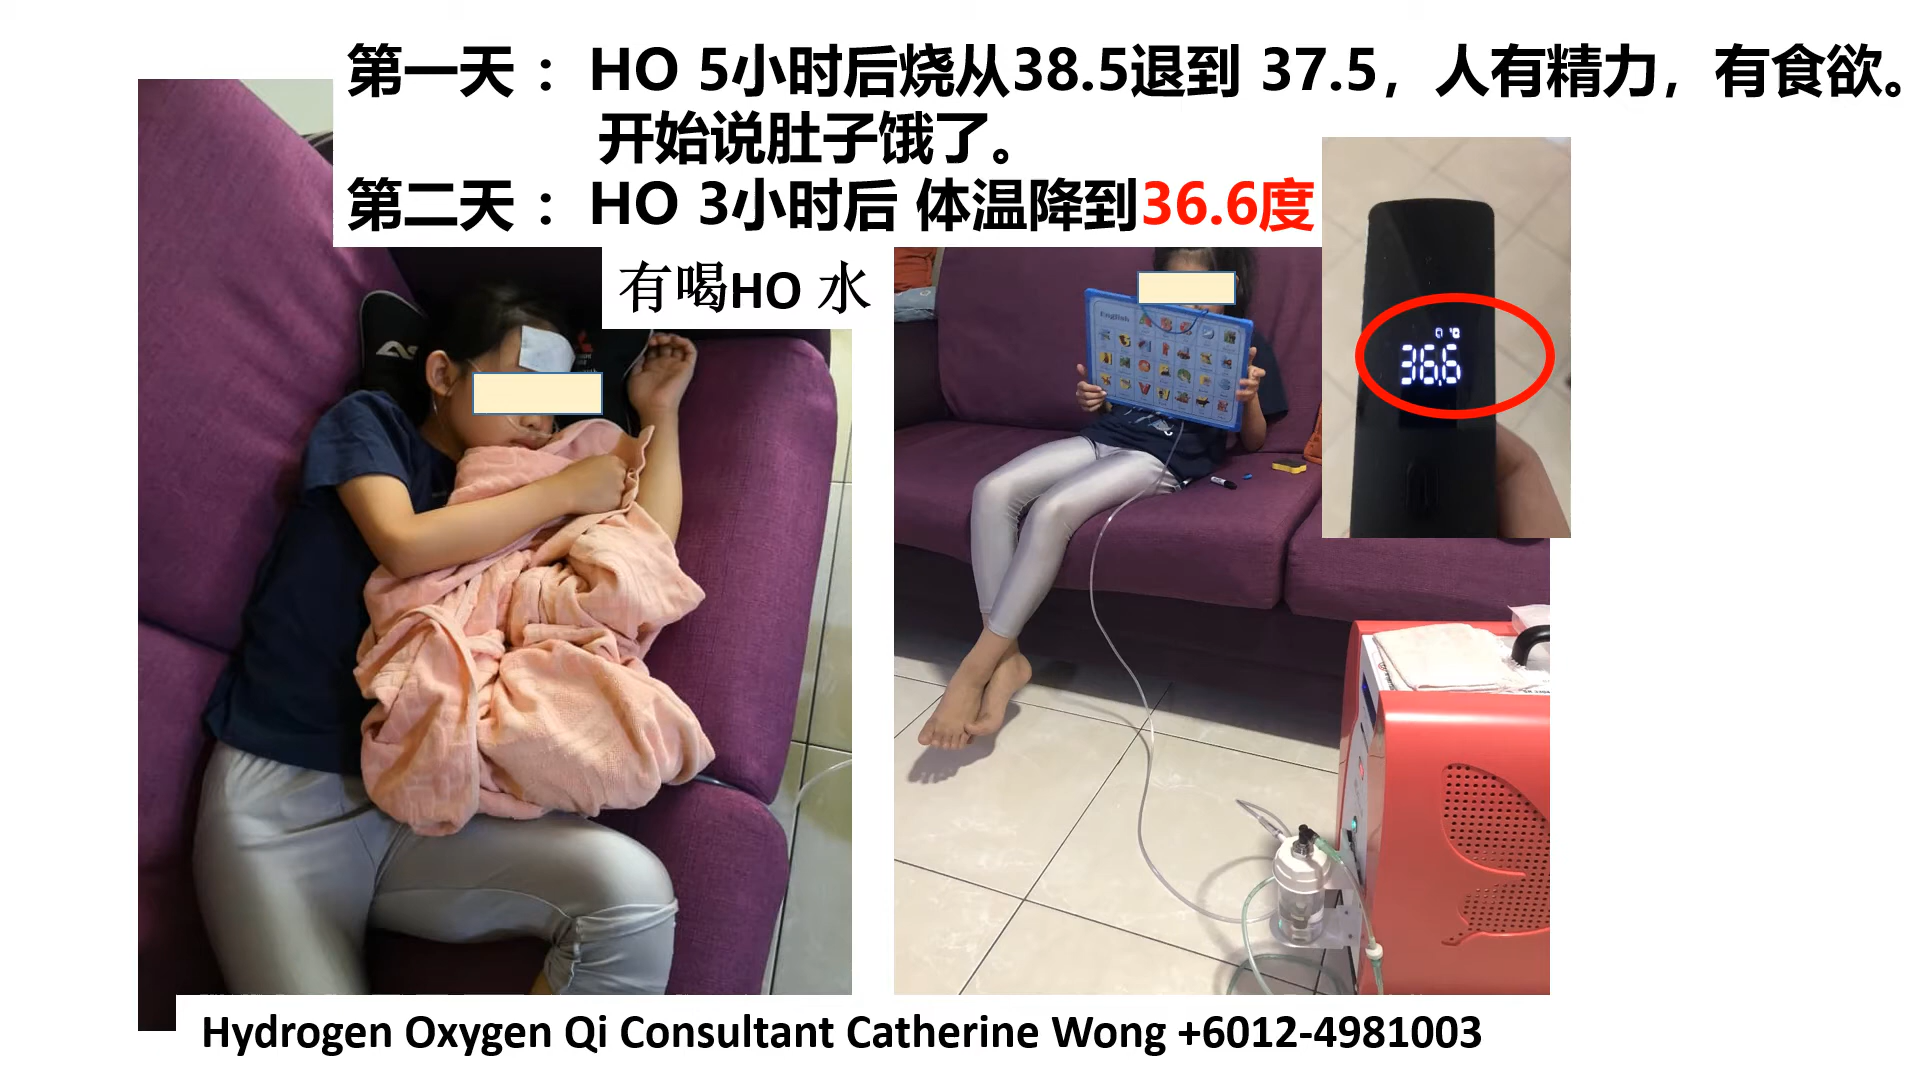 第一天： HO 5小时后烧从38.5退到 37.5，人有精力，有食欲。
开始说肚子饿了。
第二天： HO 3小时后 体温降到36.6度
有喝HO 水
English
36.6
Hydrogen Oxygen Qi Consultant Catherine Wong +6012-4981003